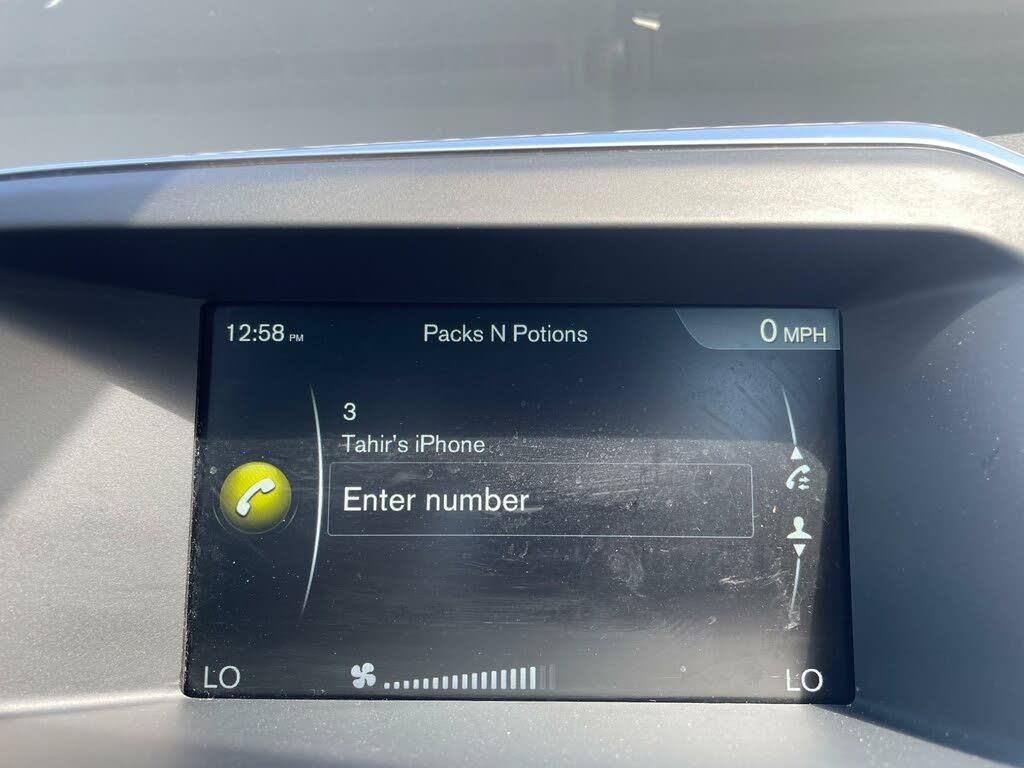 12:58 PM
Packs N Potions
0 MPH
3
Tahir's iPhone
Enter number
LO
LO